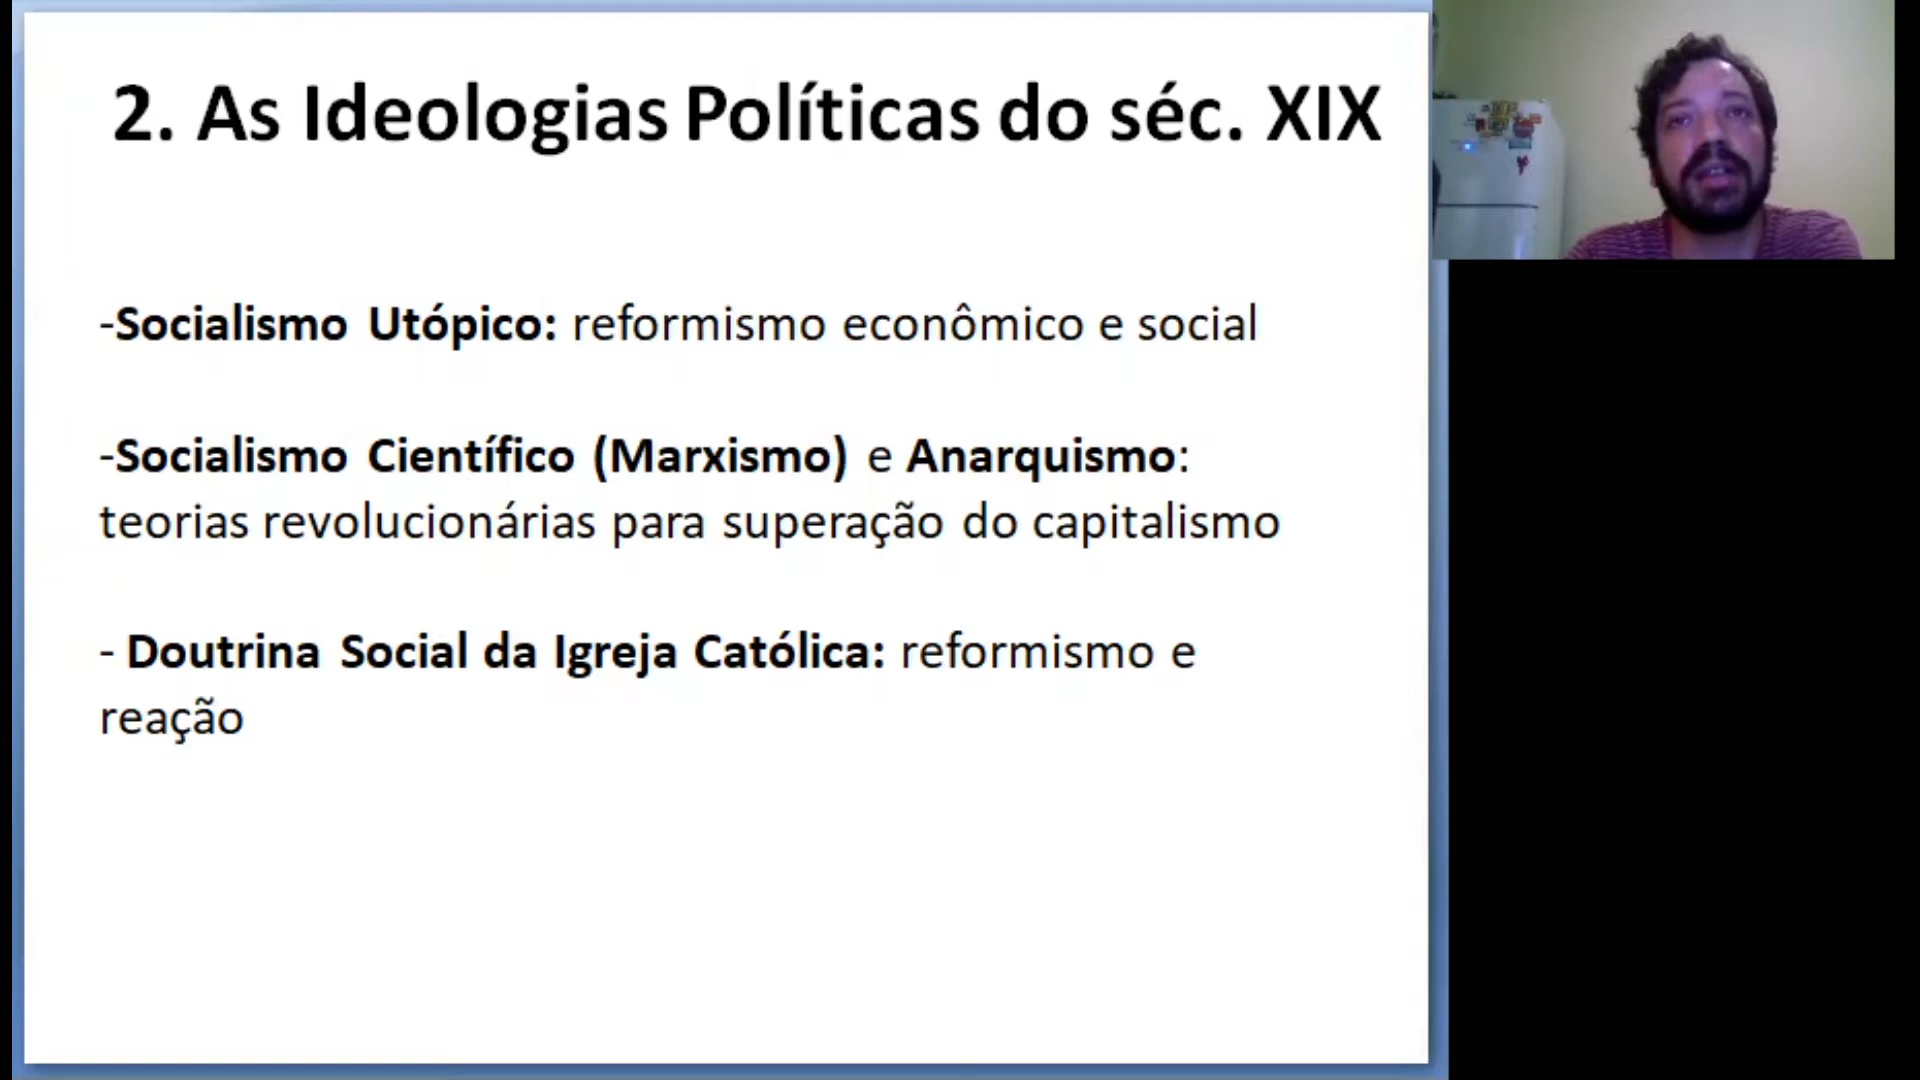 2. As Ideologias Políticas do séc. XIX
-Socialismo Utópico: reformismo econômico e social
-Socialismo Científico (Marxismo) e Anarquismo:
teorias revolucionárias para superação do capitalismo
- Doutrina Social da Igreja Católica: reformismo e
reação